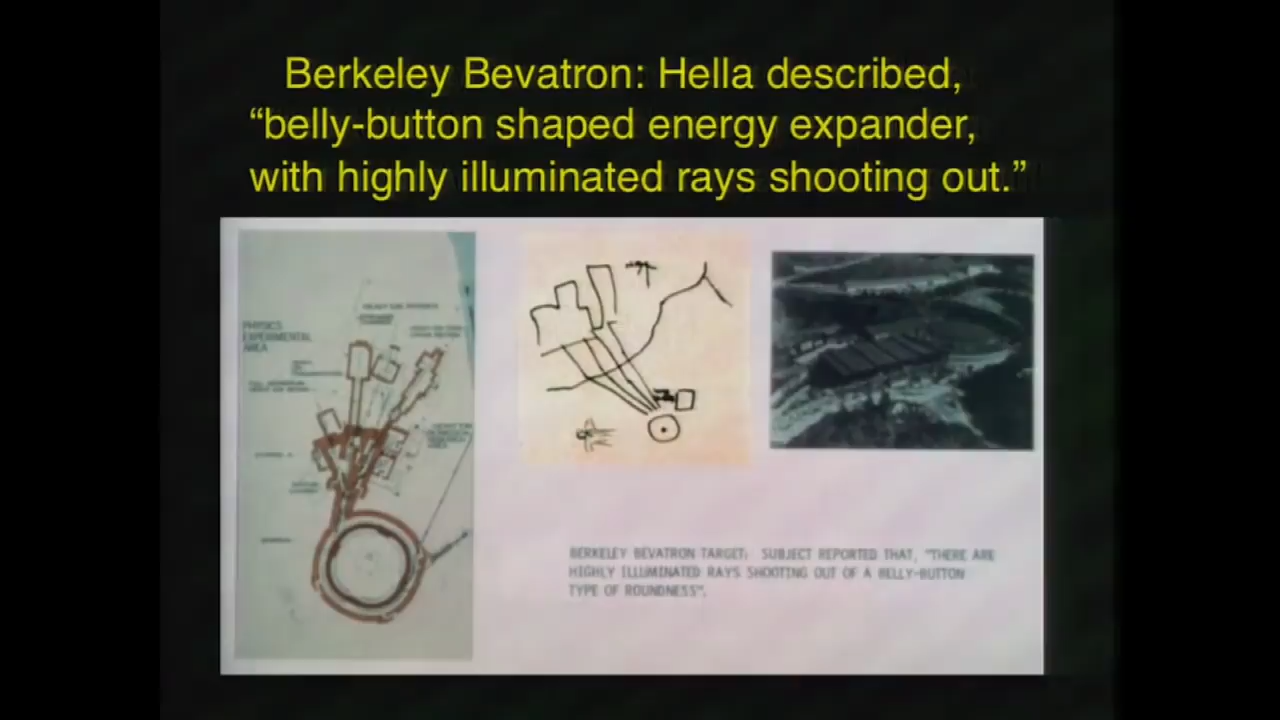 Berkeley Bevatron: Hella described,
“belly-button shaped energy expander,
with highly illuminated rays shooting out.”
PHYSICS
EXPERIMENTAL
AREA
BERKELEY BEVATRON TARGET: SUBJECT REPORTED THAT, "THERE ARE
HIGHLY ILLUMINATED RAYS SHOOTING OUT OF A BELLY-BUTTON
TYPE OF ROUNDNESS".